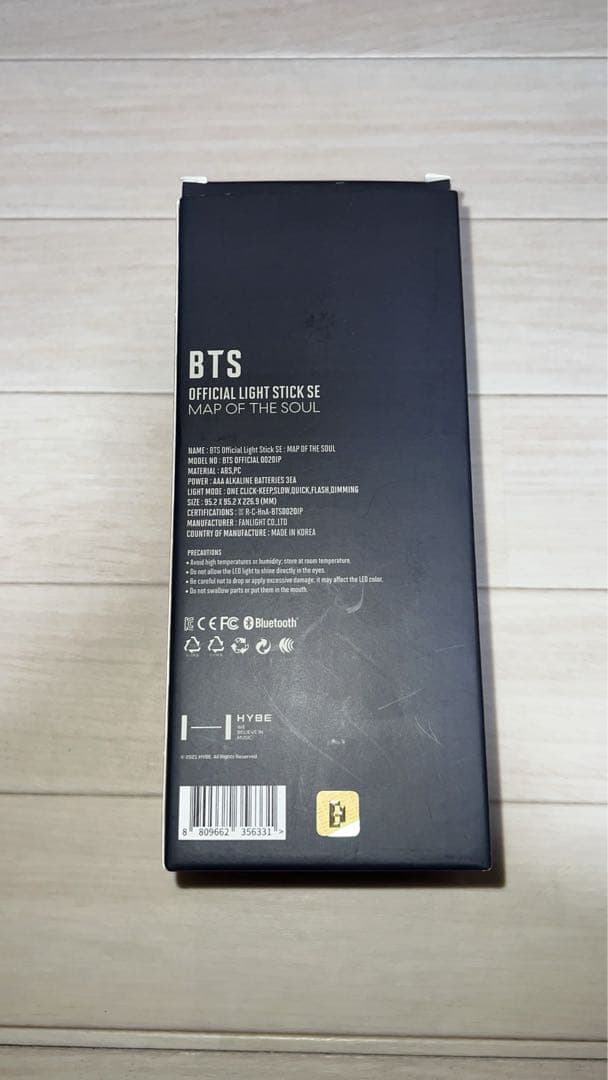 BTS
OFFICIAL LIGHT STICK SE
MAP OF THE SOUL
NAME : BTS Official Light Stick SE : MAP OF THE SOUL
MODEL NO : BTS OFFICIAL 00201P
MATERIAL : ABS,PC
POWER : AAA ALKALINE BATTERIES 3EA
LIGHT MODE : ONE CLICK-KEEP,SLOW,QUICK,FLASH,DIMMING
SIZE : 95.2 X 95.2 X 226.9 (MM)
CERTIFICATIONS : R-C-HnA-BTS00201P
MANUFACTURER : FANLIGHT CO.,LTD
COUNTRY OF MANUFACTURE : MADE IN KOREA
PRECAUTIONS
• Avoid high temperatures or humidity; store at room temperature.
• Do not allow the LED light to shine directly in the eyes.
• Be careful not to drop or apply excessive damage; it may affect the LED color.
• Do not swallow parts or put them in the mouth.
CE FC Bluetooth®
HYBE
WE
BELIEVE IN
MUSIC
© 2021 HYBE. All Rights Reserved.
8 809662 356331 >